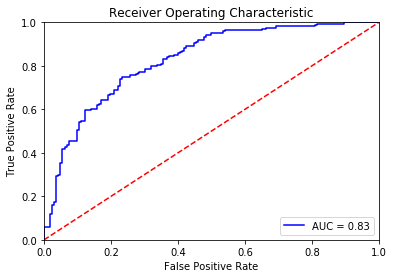 Receiver Operating Characteristic
True Positive Rate
1.0
0.8
0.6
0.4
0.2
0.0
AUC = 0.83
0.0 0.2 0.4 0.6 0.8 1.0
False Positive Rate